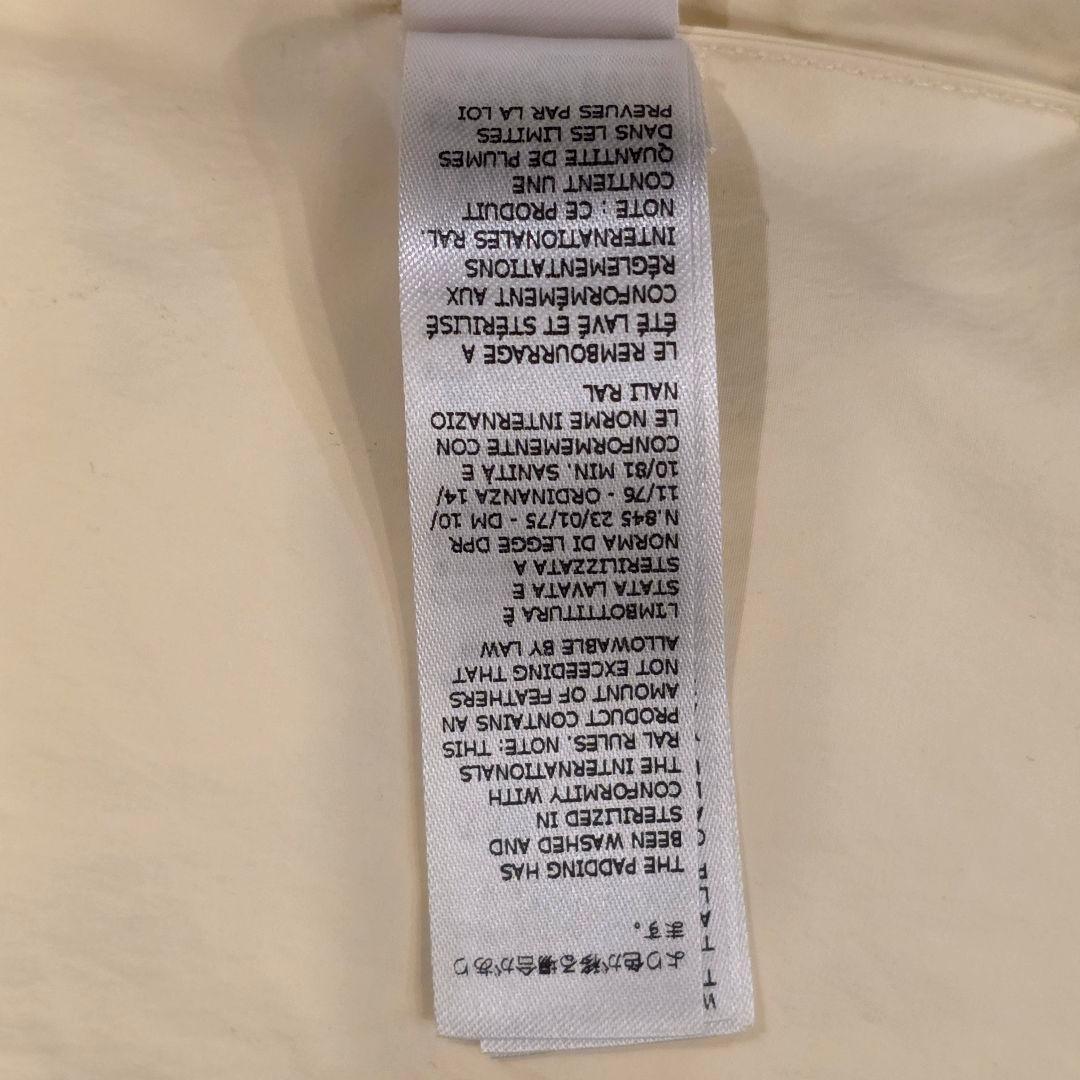 より色が移る場合があり
ます。
THE PADDING HAS
BEEN WASHED AND
STERILIZED IN
CONFORMITY WITH
THE INTERNATIONALS
RAL RULES. NOTE: THIS
PRODUCT CONTAINS AN
AMOUNT OF FEATHERS
NOT EXCEEDING THAT
ALLOWABLE BY LAW
L'IMBOTTITURA È
STATA LAVATA E
STERILIZZATA A
NORMA DI LEGGE DPR
N.845 23/01/75 - DM 10/
11/76 - ORDINANZA 14/
10/81 MIN. SANITÀ E
CONFORMEMENTE CON
LE NORME INTERNAZIO
NALI RAL
LE REMBOURRAGE A
ÉTÉ LAVÉ ET STÉRILISÉ
CONFORMÉMENT AUX
RÉGLEMENTATIONS
INTERNATIONALES RAL.
NOTE : CE PRODUIT
CONTIENT UNE
QUANTITE DE PLUMES
DANS LES LIMITES
PREVUES PAR LA LOI